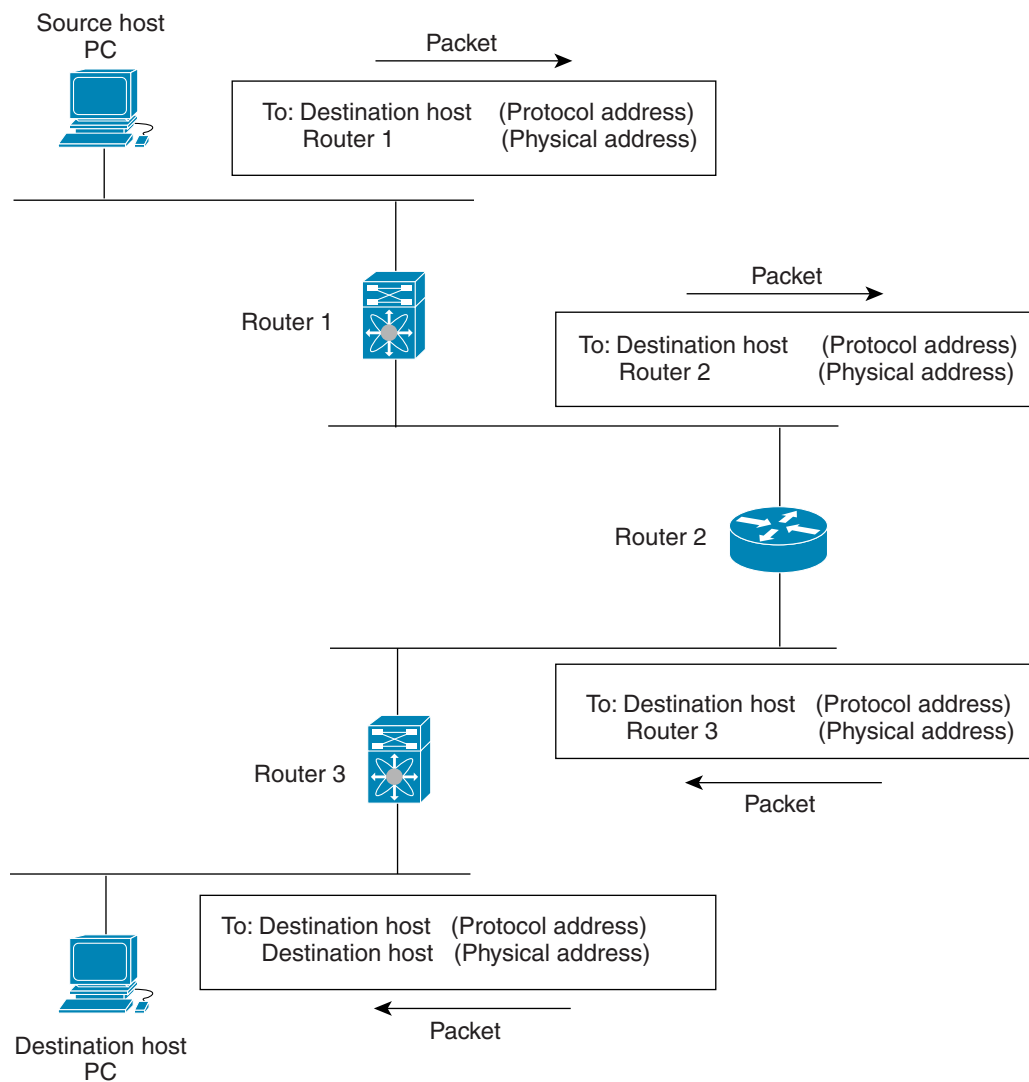 Source host
PC
Packet
To: Destination host (Protocol address)
Router 1 (Physical address)
Router 1
Packet
To: Destination host (Protocol address)
Router 2 (Physical address)
Router 2
To: Destination host (Protocol address)
Router 3 (Physical address)
Router 3
Packet
To: Destination host (Protocol address)
Destination host (Physical address)
Packet
Destination host
PC